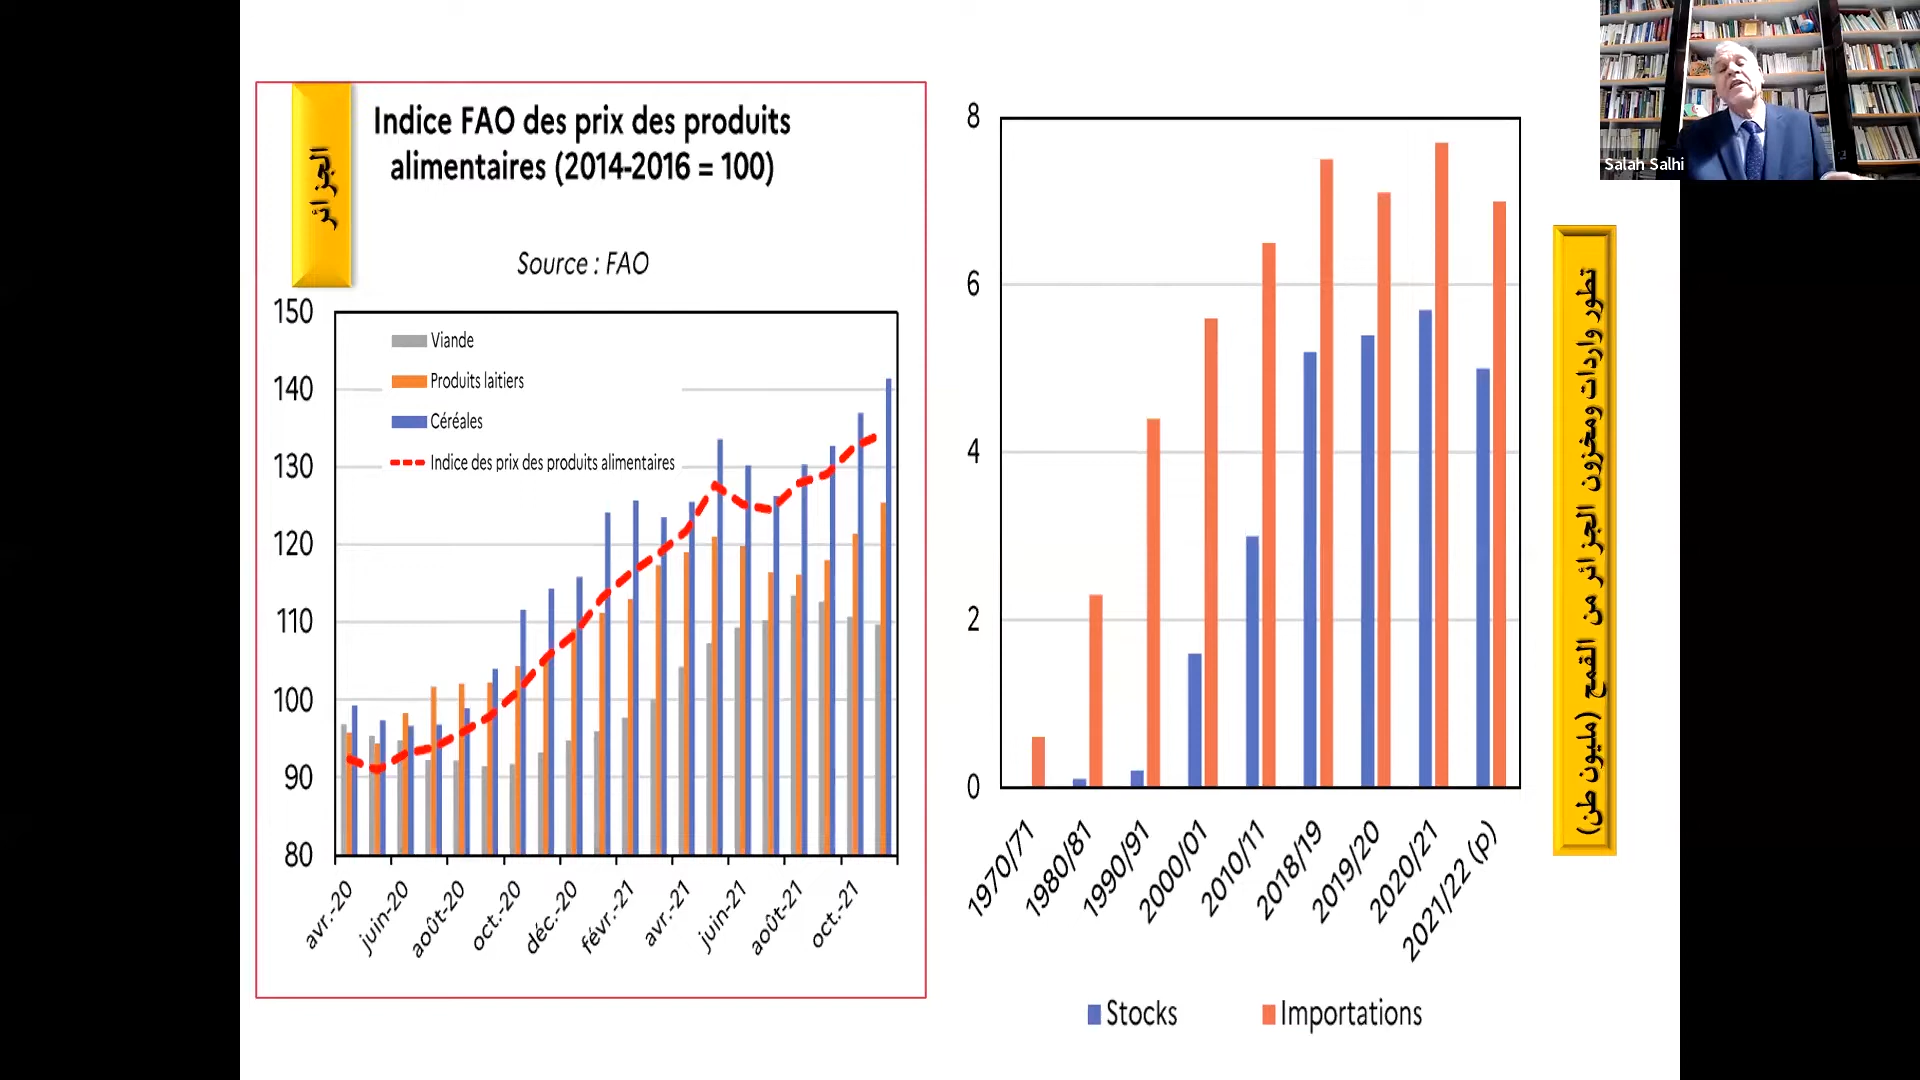 الجزائر
Indice FAO des prix des produits
alimentaires (2014-2016 = 100)
Source : FAO
150
140
130
120
110
100
90
80
Viande
Produits laitiers
Céréales
Indice des prix des produits alimentaires
avr.-20
juin-20
août-20
oct.-20
déc.-20
févr.-21
avr.-21
juin-21
août-21
oct.-21
8
6
4
2
0
1970/71
1980/81
1990/91
2000/01
2010/11
2018/19
2019/20
2020/21
2021/22 (p)
Stocks
Importations
تطور واردات ومخزون الجزائر من القمح (مليون طن)
Salah Salhi